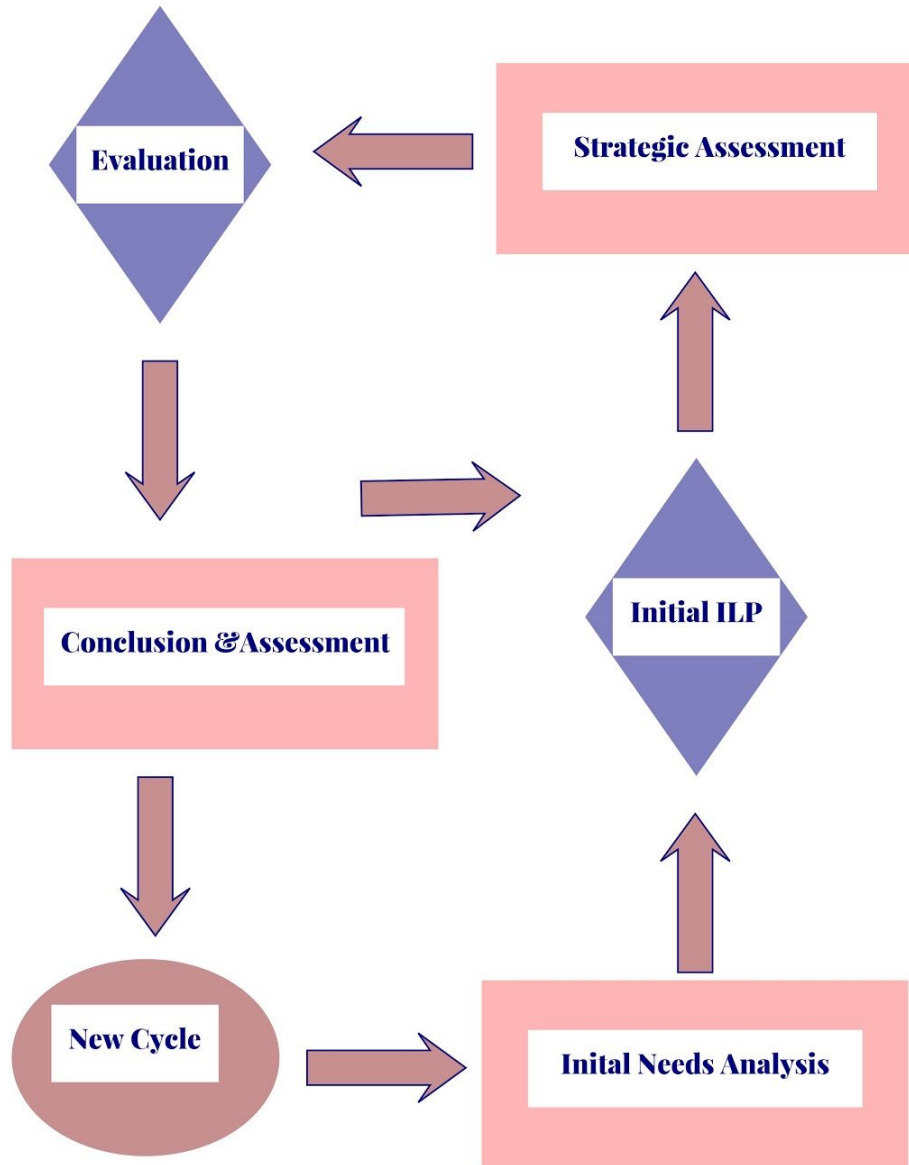 Evaluation
Strategic Assessment
Conclusion &Assessment
Initial ILP
New Cycle
Inital Needs Analysis